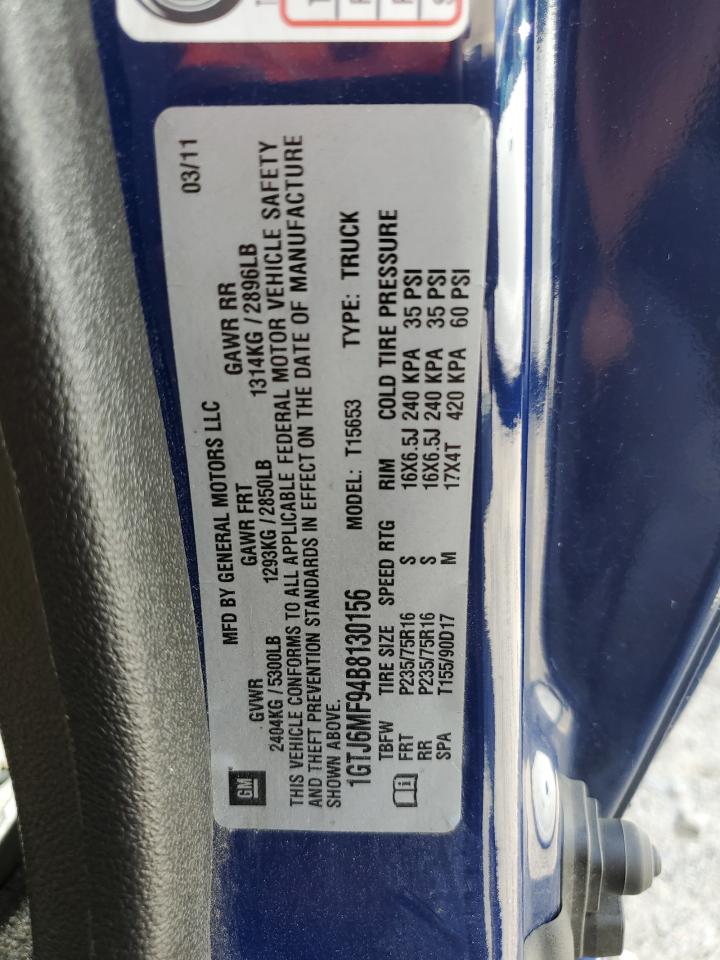 MFD BY GENERAL MOTORS LLC 03/11
GVWR GAWR FRT GAWR RR
2404KG / 5300LB 1293KG / 2850LB 1314KG / 2896LB
THIS VEHICLE CONFORMS TO ALL APPLICABLE FEDERAL MOTOR VEHICLE SAFETY
AND THEFT PREVENTION STANDARDS IN EFFECT ON THE DATE OF MANUFACTURE
SHOWN ABOVE.
GM
1GTJ6MF94B8130156 MODEL: T15653 TYPE: TRUCK
TBFW TIRE SIZE SPEED RTG RIM COLD TIRE PRESSURE
FRT P235/75R16 S 16X6.5J 240 KPA 35 PSI
RR P235/75R16 S 16X6.5J 240 KPA 35 PSI
SPA T155/90D17 M 17X4T 420 KPA 60 PSI